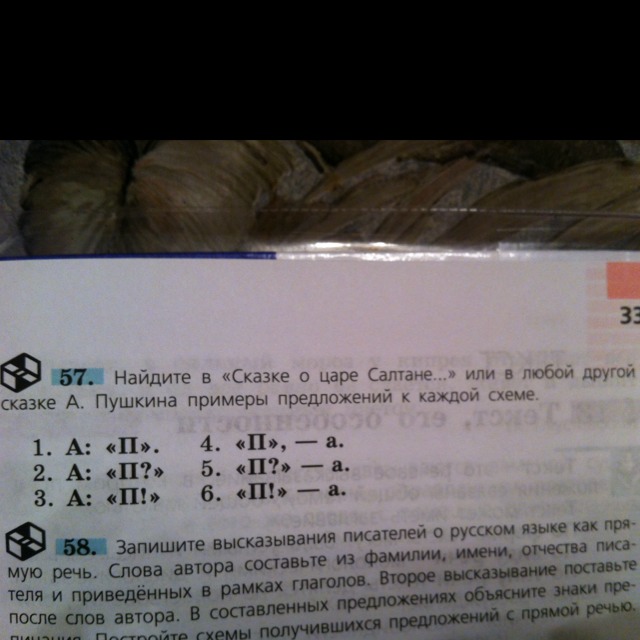 33
57. Найдите в «Сказке о царе Салтане...» или в любой другой
сказке А. Пушкина примеры предложений к каждой схеме.
1. А: «П». 4. «П», — а.
2. А: «П?» 5. «П?» — а.
3. А: «П!» 6. «П!» — а.
58. Запишите высказывания писателей о русском языке как пря-
мую речь. Слова автора составьте из фамилии, имени, отчества писа-
теля и приведённых в рамках глаголов. Второе высказывание поставьте
после слов автора. В составленных предложениях объясните знаки пре-
пинания. Постройте схемы получившихся предложений с прямой речью.